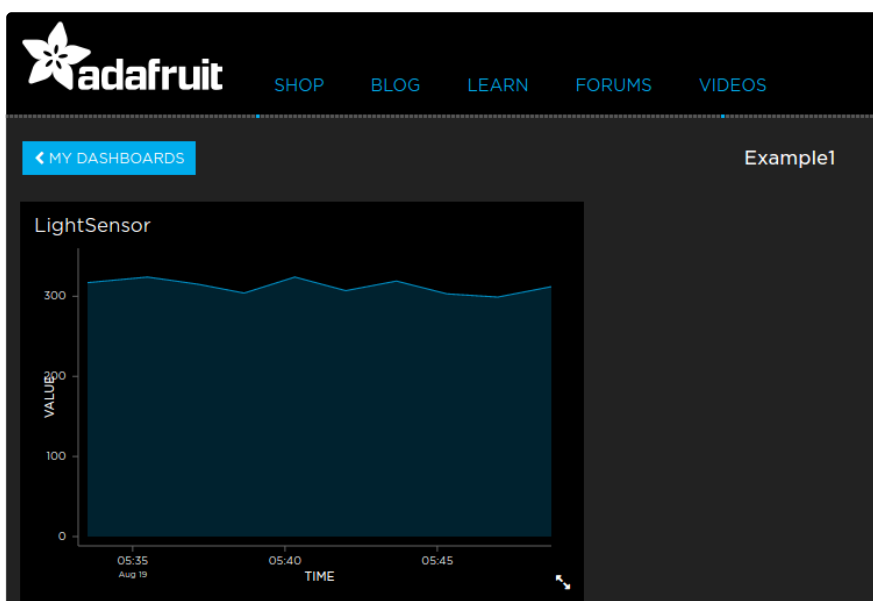 adafruit
SHOP BLOG LEARN FORUMS VIDEOS
MY DASHBOARDS
Example1
LightSensor
300
200
100
0
VALUE
05:35 05:40 05:45
Aug 19
TIME